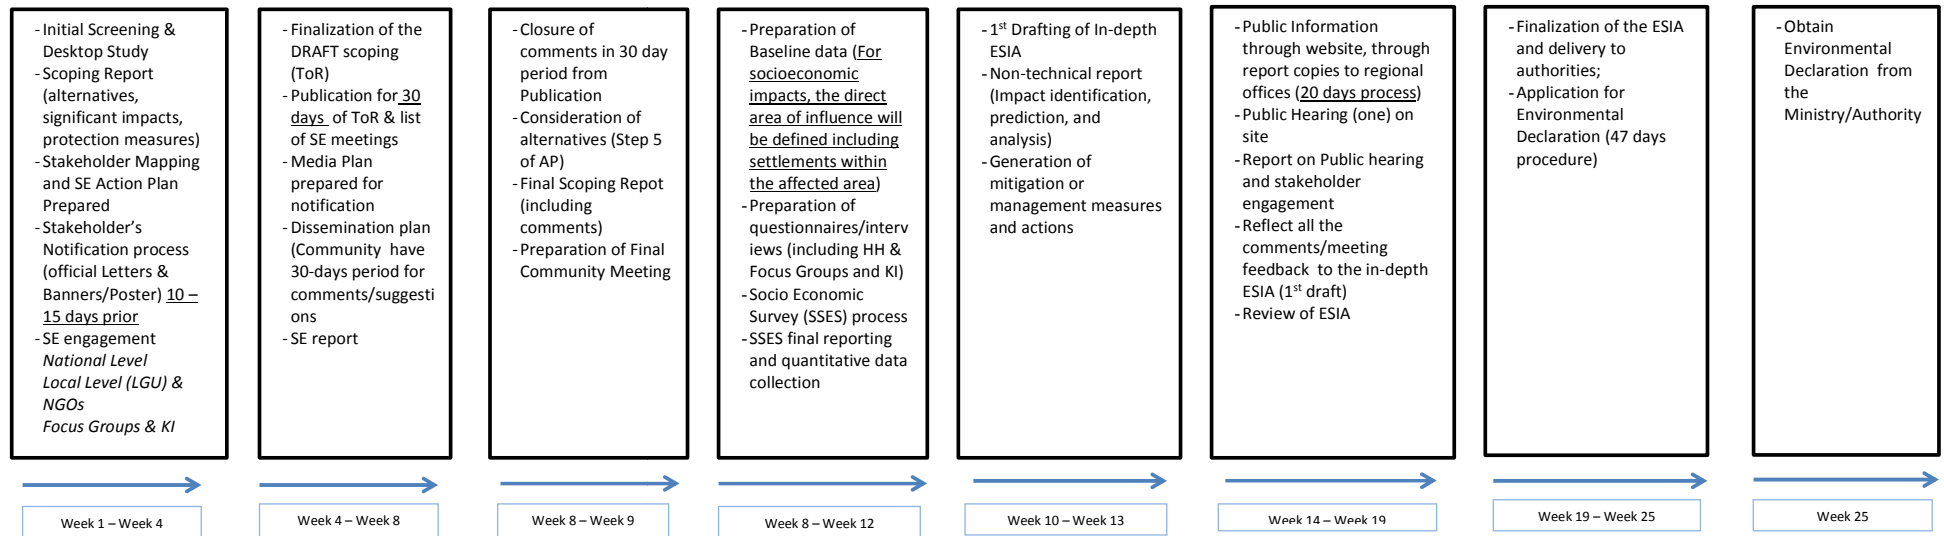 - Initial Screening &
Desktop Study
- Scoping Report
(alternatives,
significant impacts,
protection measures)
- Stakeholder Mapping
and SE Action Plan
Prepared
- Stakeholder’s
Notification process
(official Letters &
Banners/Poster) 10 –
15 days prior
- SE engagement
National Level
Local Level (LGU) &
NGOs
Focus Groups & KI
Week 1 – Week 4
- Finalization of the
DRAFT scoping
(ToR)
- Publication for 30
days of ToR & list
of SE meetings
- Media Plan
prepared for
notification
- Dissemination plan
(Community have
30-days period for
comments/suggesti
ons
- SE report
Week 4 – Week 8
- Closure of
comments in 30 day
period from
Publication
- Consideration of
alternatives (Step 5
of AP)
- Final Scoping Repot
(including
comments)
- Preparation of Final
Community Meeting
Week 8 – Week 9
- Preparation of
Baseline data (For
socioeconomic
impacts, the direct
area of influence will
be defined including
settlements within
the affected area)
- Preparation of
questionnaires/interv
iews (including HH &
Focus Groups and KI)
- Socio Economic
Survey (SSES) process
- SSES final reporting
and quantitative data
collection
Week 8 – Week 12
- 1st Drafting of In-depth
ESIA
- Non-technical report
(Impact identification,
prediction, and
analysis)
- Generation of
mitigation or
management measures
and actions
Week 10 – Week 13
- Public Information
through website, through
report copies to regional
offices (20 days process)
- Public Hearing (one) on
site
- Report on Public hearing
and stakeholder
engagement
- Reflect all the
comments/meeting
feedback to the in-depth
ESIA (1st draft)
- Review of ESIA
Week 14 – Week 19
- Finalization of the ESIA
and delivery to
authorities;
- Application for
Environmental
Declaration (47 days
procedure)
Week 19 – Week 25
- Obtain
Environmental
Declaration from
the
Ministry/Authority
Week 25